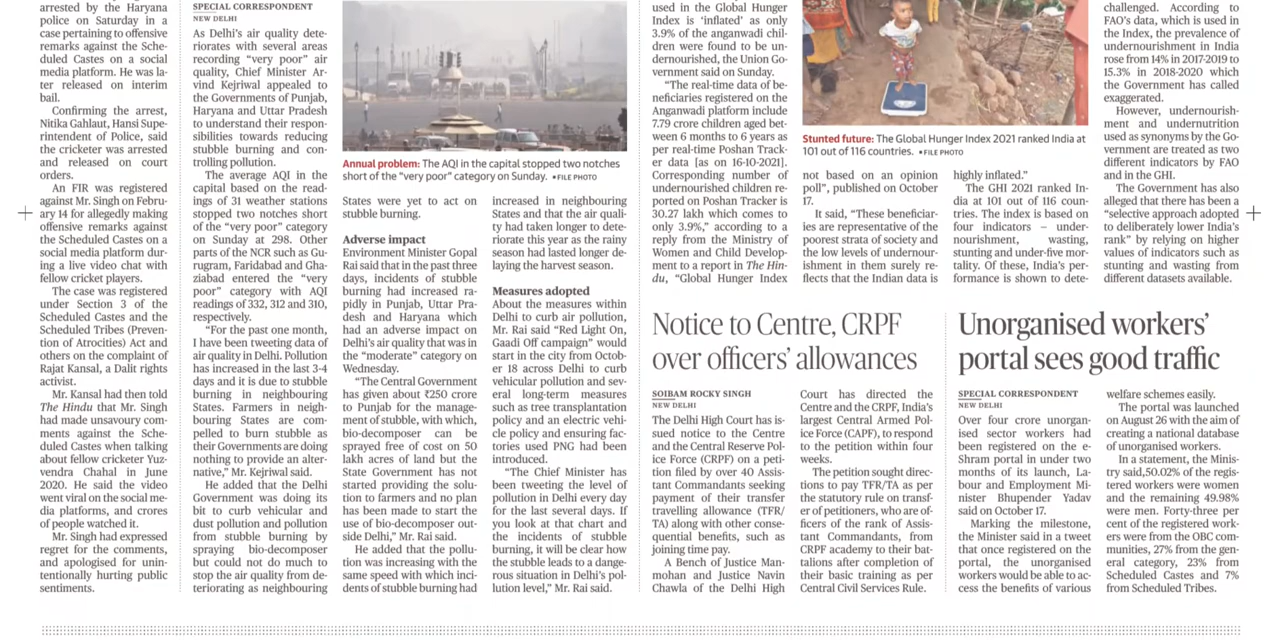 arrested by the Haryana
police on Saturday in a
case pertaining to offensive
remarks against the Sche-
duled Castes on a social
media platform. He was la-
ter released on interim
bail.
Confirming the arrest,
Nitika Gahlaut, Hansi Supe-
rintendent of Police, said
the cricketer was arrested
and released on court
orders.
An FIR was registered
against Mr. Singh on Febru-
ary 14 for allegedly making
offensive remarks against
the Scheduled Castes on a
social media platform dur-
ing a live video chat with
fellow cricket players.
The case was registered
under Section 3 of the
Scheduled Castes and the
Scheduled Tribes (Preven-
tion of Atrocities) Act and
others on the complaint of
Rajat Kansal, a Dalit rights
activist.
Mr. Kansal had then told
The Hindu that Mr. Singh
had made unsavoury com-
ments against the Sche-
duled Castes when talking
about fellow cricketer Yuz-
vendra Chahal in June
2020. He said the video
went viral on the social me-
dia platforms, and crores
of people watched it.
Mr. Singh had expressed
regret for the comments,
and apologised for unin-
tentionally hurting public
sentiments.
SPECIAL CORRESPONDENT
NEW DELHI
As Delhi's air quality dete-
riorates with several areas
recording "very poor" air
quality, Chief Minister Ar-
vind Kejriwal appealed to
the Governments of Punjab,
Haryana and Uttar Pradesh
to understand their respon-
sibilities towards reducing
stubble burning and con-
trolling pollution.
The average AQI in the
capital based on the read-
ings of 31 weather stations
stopped two notches short
of the "very poor" category
on Sunday at 298. Other
parts of the NCR such as Gu-
rugram, Faridabad and Gha-
ziabad entered the "very
poor" category with AQI
readings of 332, 312 and 310,
respectively.
"For the past one month,
I have been tweeting data of
air quality in Delhi. Pollution
has increased in the last 3-4
days and it is due to stubble
burning in neighbouring
States. Farmers in neigh-
bouring States are com-
pelled to burn stubble as
their Governments are doing
nothing to provide an alter-
native," Mr. Kejriwal said.
He added that the Delhi
Government was doing its
bit to curb vehicular and
dust pollution and pollution
from stubble burning by
spraying bio-decomposer
but could not do much to
stop the air quality from de-
teriorating as neighbouring
Annual problem: The AQI in the capital stopped two notches
short of the "very poor" category on Sunday. •FILE PHOTO
States were yet to act on
stubble burning.
Adverse impact
Environment Minister Gopal
Rai said that in the past three
days, incidents of stubble
burning had increased ra-
pidly in Punjab, Uttar Pra-
desh and Haryana which
had an adverse impact on
Delhi's air quality that was in
the "moderate" category on
Wednesday.
"The Central Government
has given about ₹250 crore
to Punjab for the manage-
ment of stubble, with which,
bio-decomposer can be
sprayed free of cost on 50
lakh acres of land but the
State Government has not
started providing the solu-
tion to farmers and no plan
has been made to start the
use of bio-decomposer out-
side Delhi," Mr. Rai said.
He added that the pollu-
tion was increasing with the
same speed with which inci-
dents of stubble burning had
increased in neighbouring
States and that the air quali-
ty had taken longer to dete-
riorate this year as the rainy
season had lasted longer de-
laying the harvest season.
Measures adopted
About the measures within
Delhi to curb air pollution,
Mr. Rai said "Red Light On,
Gaadi Off campaign" would
start in the city from Octob-
er 18 across Delhi to curb
vehicular pollution and sev-
eral long-term measures
such as tree transplantation
policy and an electric vehi-
cle policy and ensuring fac-
tories used PNG had been
introduced.
"The Chief Minister has
been tweeting the level of
pollution in Delhi every day
for the last several days. If
you look at that chart and
the incidents of stubble
burning, it will be clear how
the stubble leads to a dange-
rous situation in Delhi's pol-
lution level," Mr. Rai said.
used in the Global Hunger
Index is 'inflated' as only
3.9% of the anganwadi chil-
dren were found to be un-
dernourished, the Union Go-
vernment said on Sunday.
"The real-time data of be-
neficiaries registered on the
Anganwadi platform include
7.79 crore children aged bet-
ween 6 months to 6 years as
per real-time Poshan Track-
er data [as on 16-10-2021].
Corresponding number of
undernourished children re-
ported on Poshan Tracker is
30.27 lakh which comes to
only 3.9%," according to a
reply from the Ministry of
Women and Child Develop-
ment to a report in The Hin-
du, "Global Hunger Index
Stunted future: The Global Hunger Index 2021 ranked India at
101 out of 116 countries. •FILE PHOTO
not based on an opinion
poll", published on October
17.
It said, "These beneficiar-
ies are representative of the
poorest strata of society and
the low levels of undernour-
ishment in them surely re-
flects that the Indian data is
highly inflated."
The GHI 2021 ranked In-
dia at 101 out of 116 coun-
tries. The index is based on
four indicators – under-
nourishment, wasting,
stunting and under-five mor-
tality. Of these, India's per-
formance is shown to dete-
challenged. According to
FAO's data, which is used in
the Index, the prevalence of
undernourishment in India
rose from 14% in 2017-2019 to
15.3% in 2018-2020 which
the Government has called
exaggerated.
However, undernourish-
ment and undernutrition
used as synonyms by the Go-
vernment are treated as two
different indicators by FAO
and in the GHI.
The Government has also
alleged that there has been a
"selective approach adopted
to deliberately lower India's
rank" by relying on higher
values of indicators such as
stunting and wasting from
different datasets available.
Notice to Centre, CRPF
over officers' allowances
SOIBAM ROCKY SINGH
NEW DELHI
The Delhi High Court has is-
sued notice to the Centre
and the Central Reserve Pol-
ice Force (CRPF) on a peti-
tion filed by over 40 Assis-
tant Commandants seeking
payment of their transfer
travelling allowance (TFR/
TA) along with other conse-
quential benefits, such as
joining time pay.
A Bench of Justice Man-
mohan and Justice Navin
Chawla of the Delhi High
Court has directed the
Centre and the CRPF, India's
largest Central Armed Pol-
ice Force (CAPF), to respond
to the petition within four
weeks.
The petition sought direc-
tions to pay TFR/TA as per
the statutory rule on transf-
er of petitioners, who are of-
ficers of the rank of Assis-
tant Commandants, from
CRPF academy to their bat-
talions after completion of
their basic training as per
Central Civil Services Rule.
Unorganised workers'
portal sees good traffic
SPECIAL CORRESPONDENT
NEW DELHI
Over four crore unorgan-
ised sector workers had
been registered on the e-
Shram portal in under two
months of its launch, La-
bour and Employment Mi-
nister Bhupender Yadav
said on October 17.
Marking the milestone,
the Minister said in a tweet
that once registered on the
portal, the unorganised
workers would be able to ac-
cess the benefits of various
welfare schemes easily.
The portal was launched
on August 26 with the aim of
creating a national database
of unorganised workers.
In a statement, the Minis-
try said,50.02% of the regis-
tered workers were women
and the remaining 49.98%
were men. Forty-three per
cent of the registered work-
ers were from the OBC com-
munities, 27% from the gen-
eral category, 23% from
Scheduled Castes and 7%
from Scheduled Tribes.